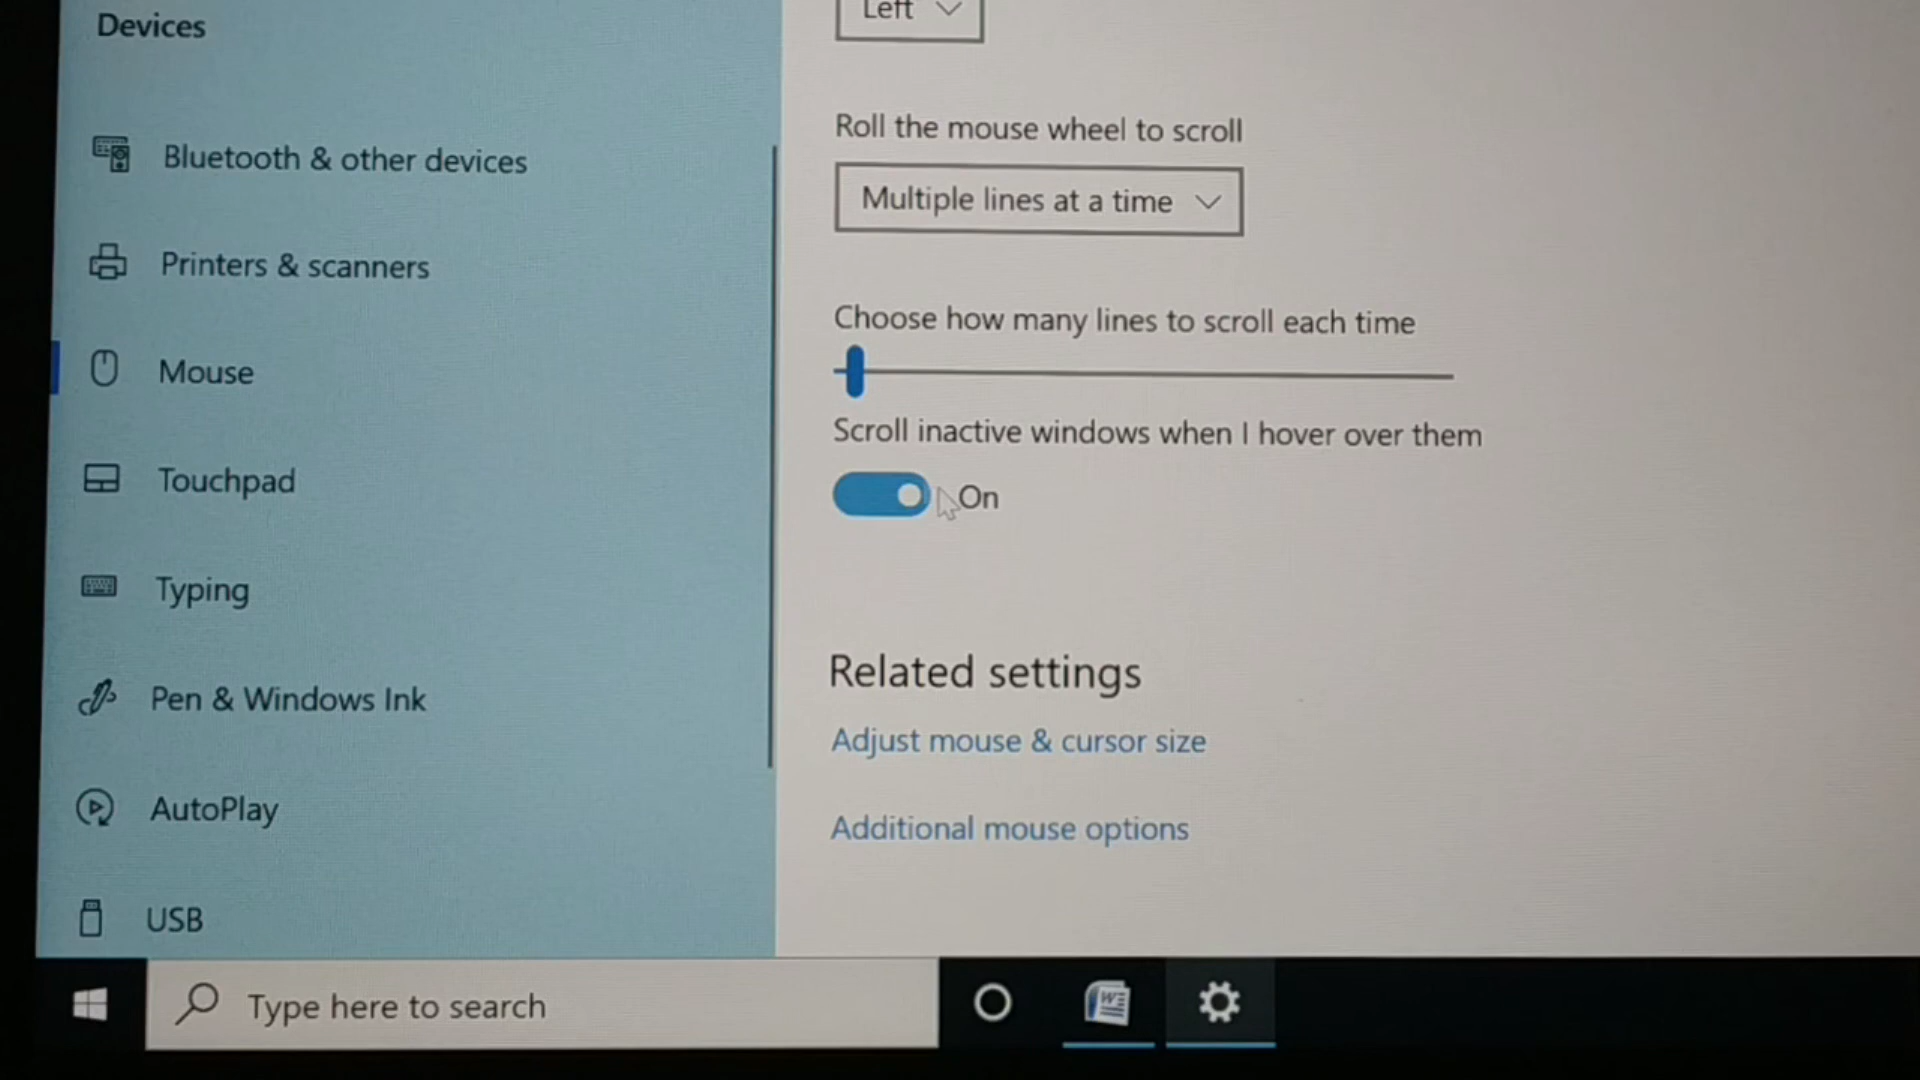 Devices
Bluetooth & other devices
Printers & scanners
Mouse
Touchpad
Typing
Pen & Windows Ink
AutoPlay
USB
Left
Roll the mouse wheel to scroll
Multiple lines at a time
Choose how many lines to scroll each time
Scroll inactive windows when I hover over them
On
Related settings
Adjust mouse & cursor size
Additional mouse options
Type here to search
W